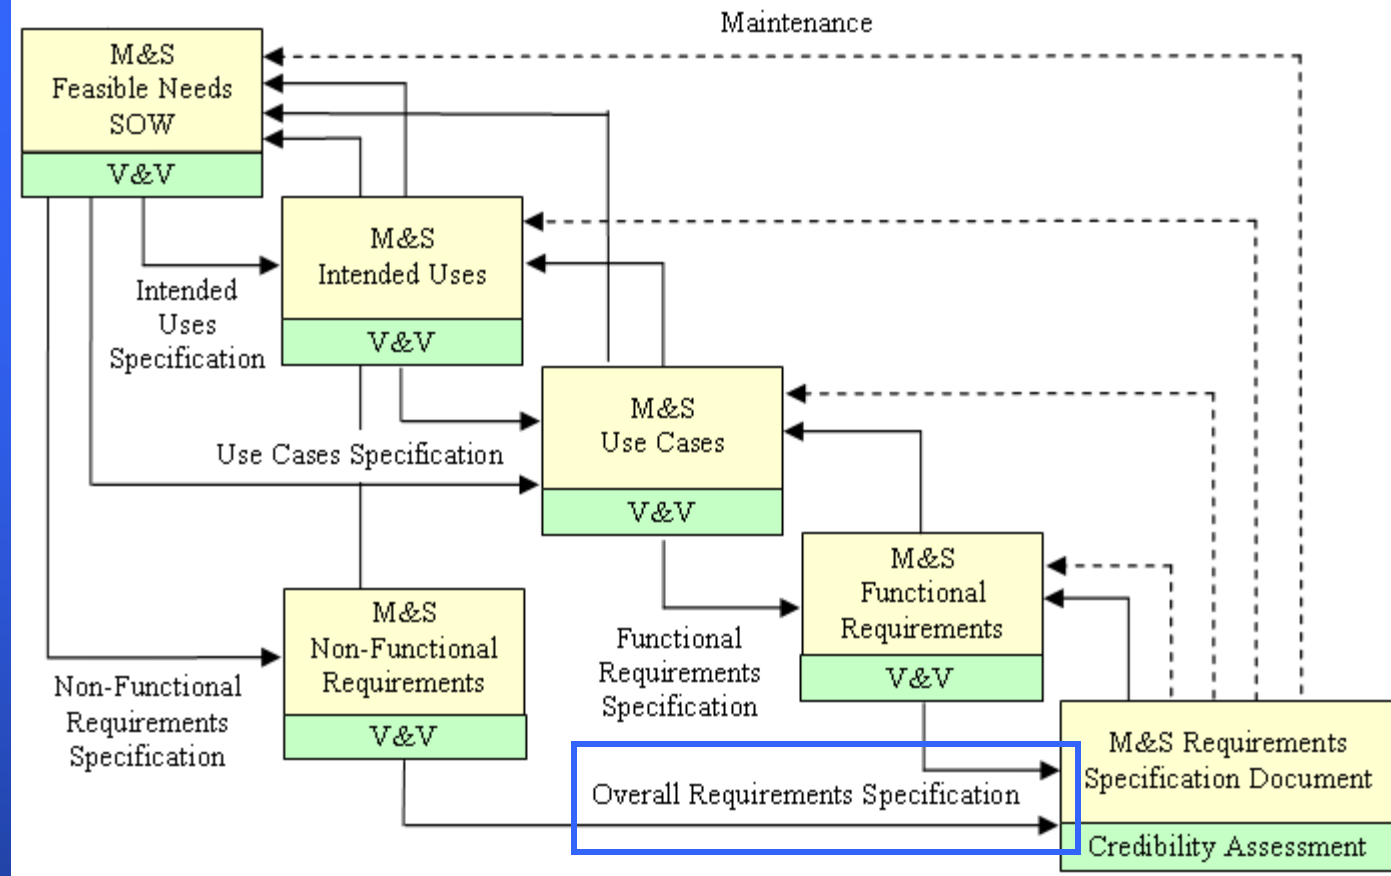 Maintenance
M&S
Feasible Needs
SOW
V&V
M&S
Intended Uses
V&V
Intended
Uses
Specification
M&S
Use Cases
V&V
Use Cases Specification
M&S
Functional
Requirements
V&V
M&S
Non-Functional
Requirements
V&V
Functional
Requirements
Specification
Non-Functional
Requirements
Specification
M&S Requirements
Specification Document
Credibility Assessment
Overall Requirements Specification